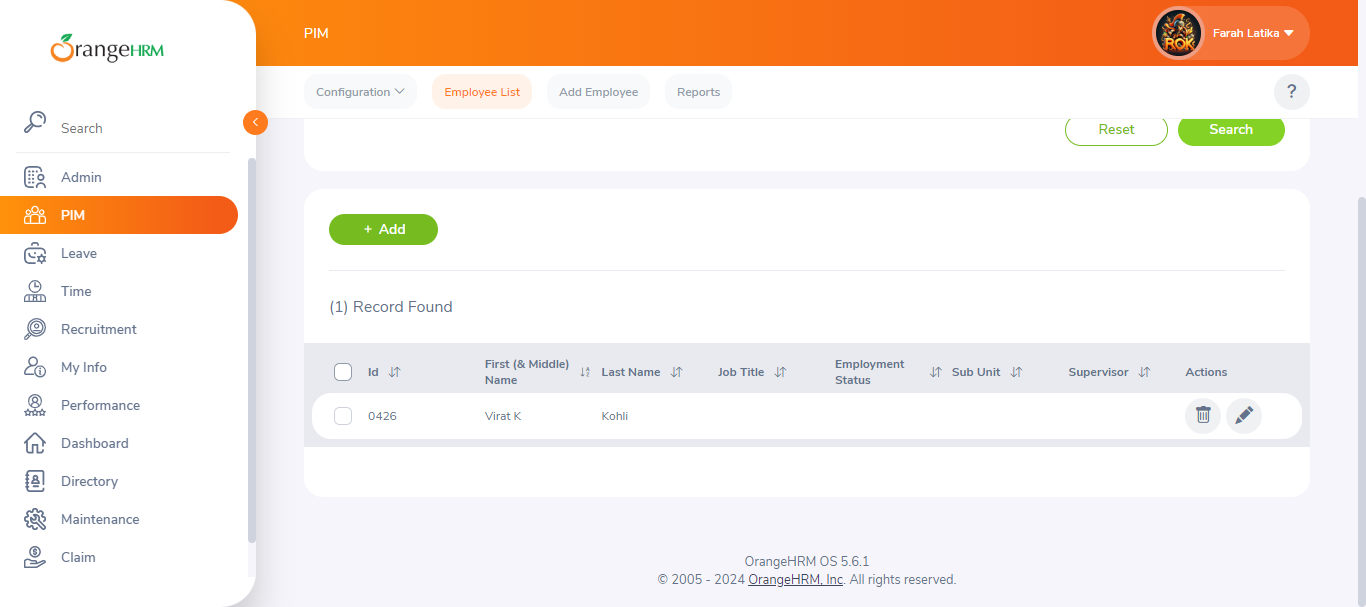 OrangeHRM
PIM
ROK
Farah Latika
Configuration
Employee List
Add Employee
Reports
?
Search
Reset
Search
Admin
PIM
Leave
Time
Recruitment
My Info
Performance
Dashboard
Directory
Maintenance
Claim
+ Add
(1) Record Found
Id
First (& Middle)
Name
Last Name
Job Title
Employment
Status
Sub Unit
Supervisor
Actions
0426
Virat K
Kohli
OrangeHRM OS 5.6.1
© 2005 - 2024 OrangeHRM, Inc. All rights reserved.